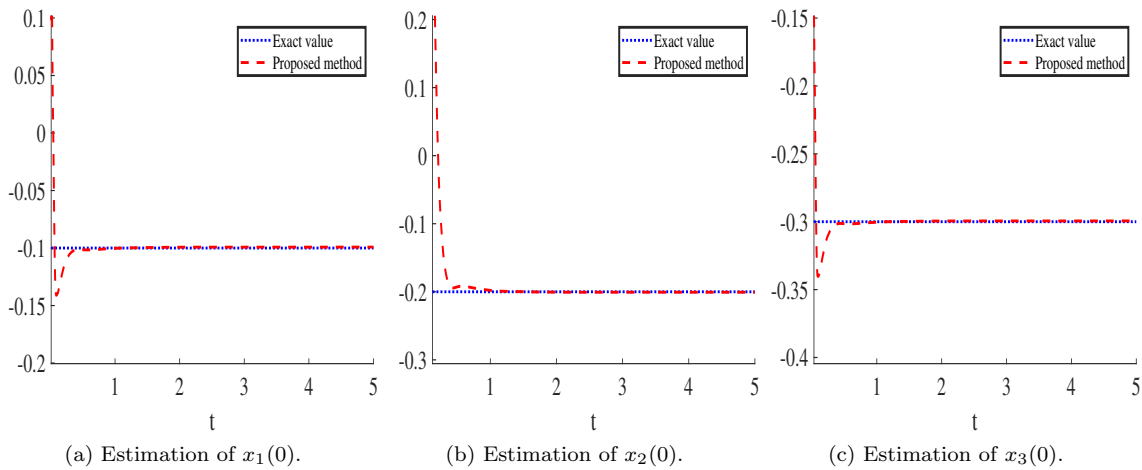 0.1
0.05
0
-0.05
-0.1
-0.15
-0.2
1 2 3 4 5
t
Exact value
Proposed method
(a) Estimation of x₁(0).
0.2
0.1
0
-0.1
-0.2
-0.3
1 2 3 4 5
t
Exact value
Proposed method
(b) Estimation of x₂(0).
-0.15
-0.2
-0.25
-0.3
-0.35
-0.4
1 2 3 4 5
t
Exact value
Proposed method
(c) Estimation of x₃(0).